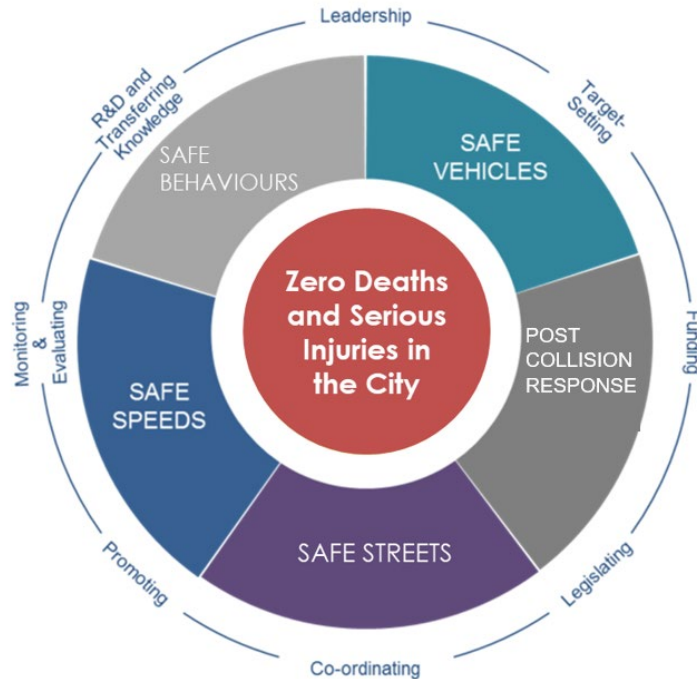 Leadership
R&D and
Transferring
Knowledge
Target-
Setting
SAFE
BEHAVIOURS
SAFE
VEHICLES
Zero Deaths
and Serious
Injuries in
the City
POST
COLLISION
RESPONSE
Funding
Monitoring
&
Evaluating
SAFE
SPEEDS
SAFE STREETS
Promoting
Legislating
Co-ordinating